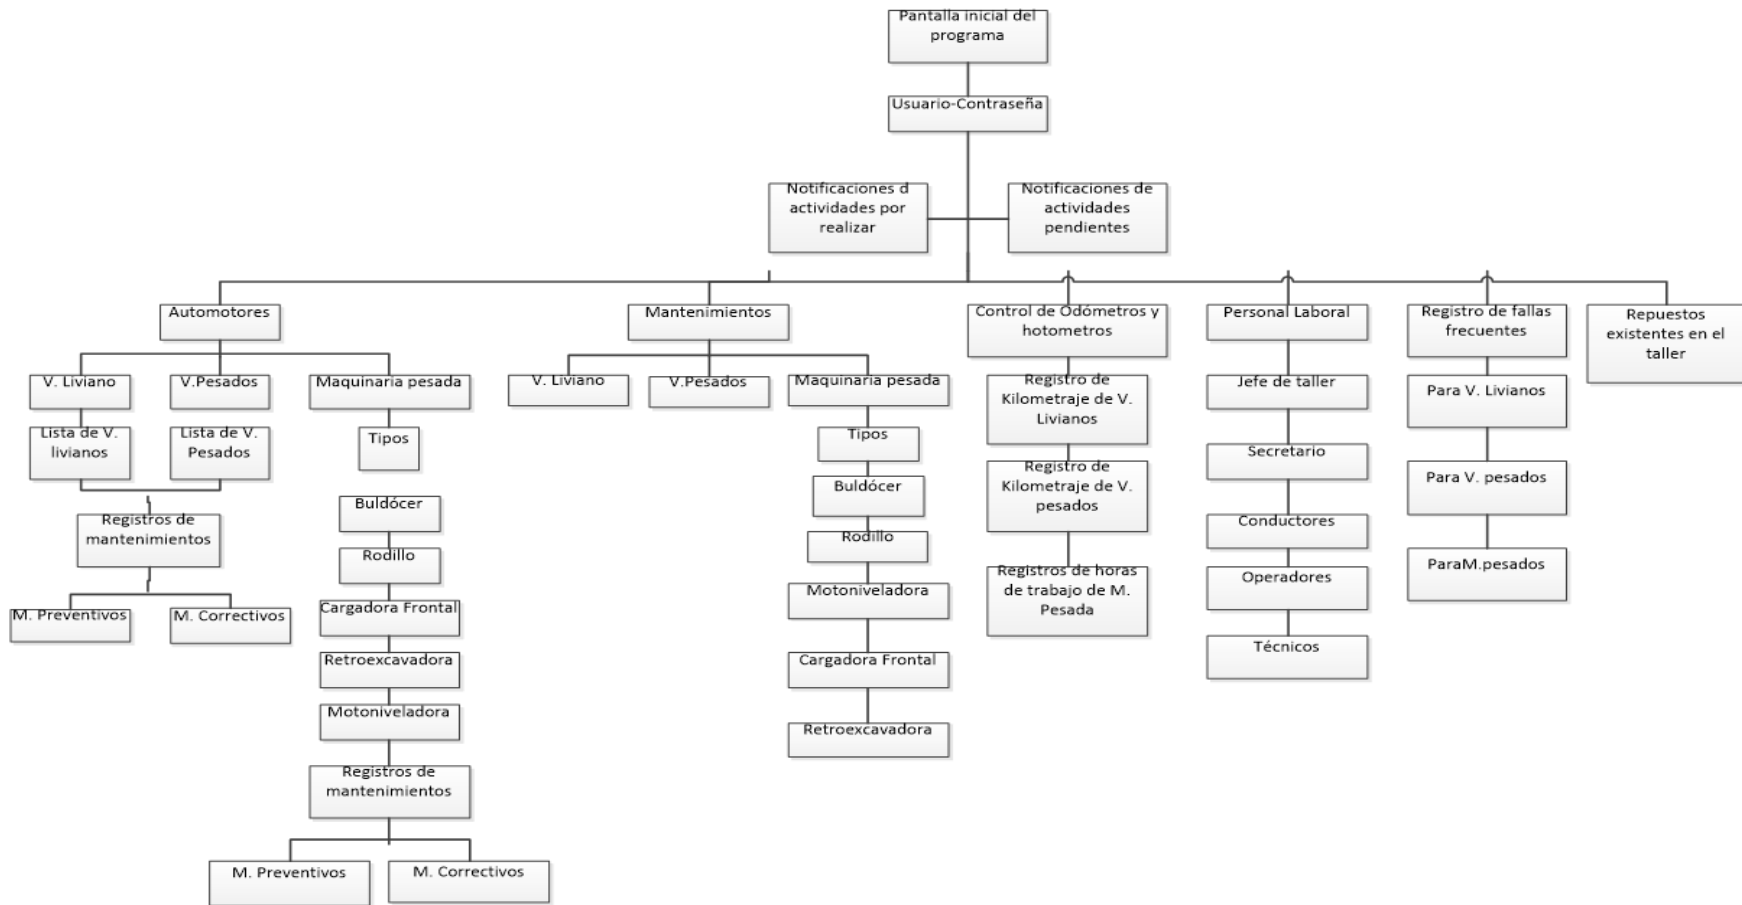 Pantalla inicial del
programa
Usuario-Contraseña
Notificaciones d
actividades por
realizar
Notificaciones de
actividades
pendientes
Automotores
Mantenimientos
Control de Odómetros y
hotometros
Personal Laboral
Registro de fallas
frecuentes
Repuestos
existentes en el
taller
V. Liviano
V.Pesados
Maquinaria pesada
Lista de V.
livianos
Lista de V.
Pesados
Tipos
Registros de
mantenimientos
M. Preventivos
M. Correctivos
Buldócer
Rodillo
Cargadora Frontal
Retroexcavadora
Motoniveladora
Registros de
mantenimientos
M. Preventivos
M. Correctivos
V. Liviano
V.Pesados
Maquinaria pesada
Tipos
Buldócer
Rodillo
Motoniveladora
Cargadora Frontal
Retroexcavadora
Registro de
Kilometraje de V.
Livianos
Registro de
Kilometraje de V.
pesados
Registros de horas
de trabajo de M.
Pesada
Jefe de taller
Secretario
Conductores
Operadores
Técnicos
Para V. Livianos
Para V. pesados
ParaM.pesados